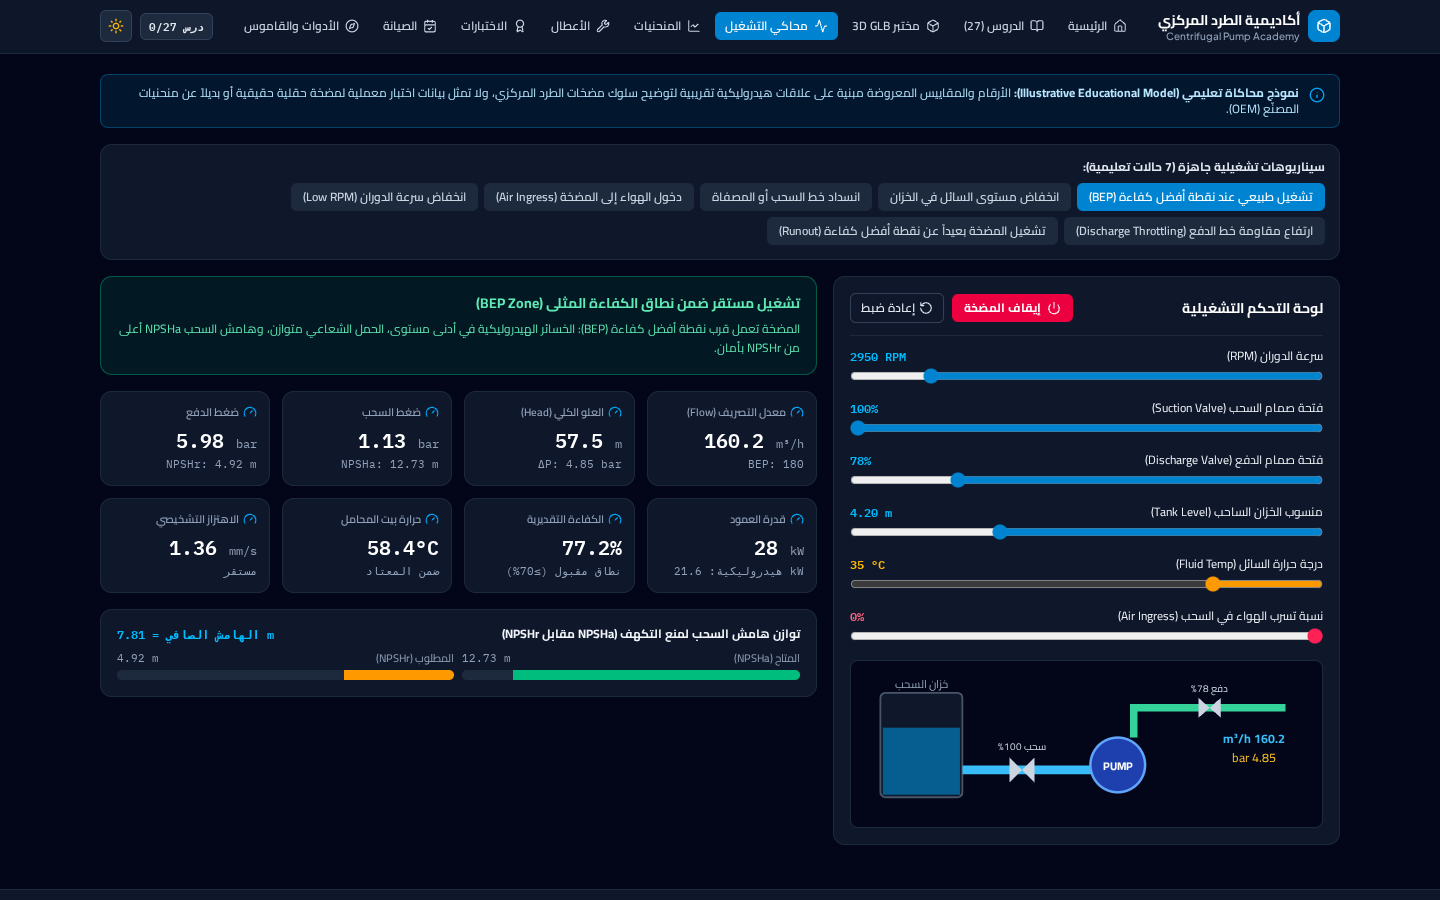 أكاديمية الطرد المركزي
Centrifugal Pump Academy
الرئيسية
الدروس (27)
مختبر 3D GLB
محاكي التشغيل
المنحنيات
الأعطال
الاختبارات
الصيانة
الأدوات والقاموس
درس 0/27
نموذج محاكاة تعليمي (Illustrative Educational Model): الأرقام والمقاييس المعروضة مبنية على علاقات هيدروليكية تقريبية لتوضيح سلوك مضخات الطرد المركزي، ولا تمثل بيانات اختبار معملية لمضخة حقلية حقيقية أو بديلاً عن منحنيات
المصنّع (OEM).
سيناريوهات تشغيلية جاهزة (7 حالات تعليمية):
تشغيل طبيعي عند نقطة أفضل كفاءة (BEP)
انخفاض مستوى السائل في الخزان
انسداد خط السحب أو المصفاة
دخول الهواء إلى المضخة (Air Ingress)
انخفاض سرعة الدوران (Low RPM)
ارتفاع مقاومة خط الدفع (Discharge Throttling)
تشغيل المضخة بعيداً عن نقطة أفضل كفاءة (Runout)
لوحة التحكم التشغيلية
إيقاف المضخة
إعادة ضبط
سرعة الدوران (RPM)
2950 RPM
فتحة صمام السحب (Suction Valve)
100%
فتحة صمام الدفع (Discharge Valve)
78%
منسوب الخزان الساحب (Tank Level)
4.20 m
درجة حرارة السائل (Fluid Temp)
35 °C
نسبة تسرب الهواء في السحب (Air Ingress)
0%
خزان السحب
سحب 100%
PUMP
دفع 78%
160.2 m³/h
4.85 bar
تشغيل مستقر ضمن نطاق الكفاءة المثلى (BEP Zone)
المضخة تعمل قرب نقطة أفضل كفاءة (BEP): الخسائر الهيدروليكية في أدنى مستوى، الحمل الشعاعي متوازن، وهامش السحب NPSHa أعلى
من NPSHr بأمان.
معدل التصريف (Flow)
160.2 m³/h
BEP: 180
العلو الكلي (Head)
57.5 m
ΔP: 4.85 bar
ضغط السحب
1.13 bar
NPSHa: 12.73 m
ضغط الدفع
5.98 bar
NPSHr: 4.92 m
قدرة العمود
28 kW
هيدروليكية: 21.6 kW
الكفاءة التقديرية
77.2%
نطاق مقبول (≥70%)
حرارة بيت المحامل
58.4°C
ضمن المعتاد
الاهتزاز التشخيصي
1.36 mm/s
مستقر
توازن هامش السحب لمنع التكهف (NPSHa مقابل NPSHr)
الهامش الصافي = 7.81 m
المتاح (NPSHa)
12.73 m
المطلوب (NPSHr)
4.92 m